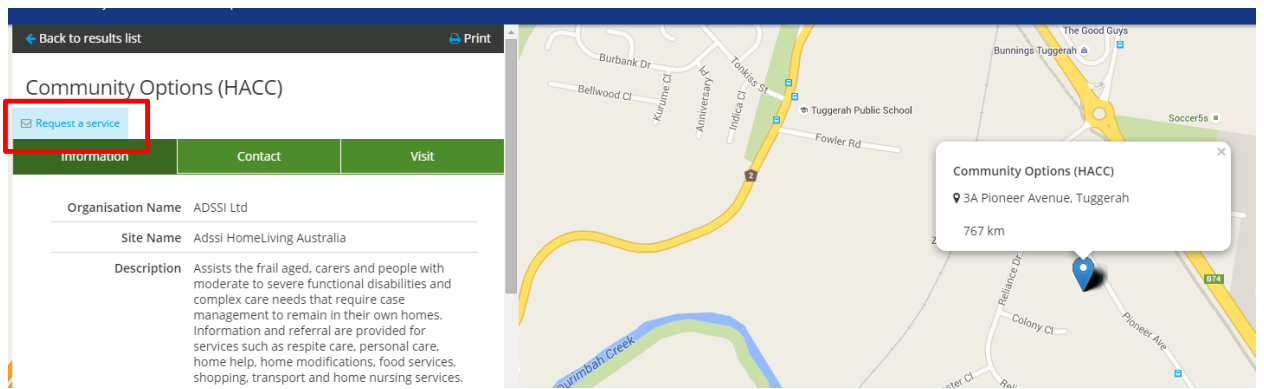 Back to results list
Print
Community Options (HACC)
Request a service
Information
Contact
Visit
Organisation Name ADSSI Ltd
Site Name Adssi HomeLiving Australia
Description Assists the frail aged, carers and people with
moderate to severe functional disabilities and
complex care needs that require case
management to remain in their own homes.
Information and referral are provided for
services such as respite care, personal care,
home help, home modifications, food services,
shopping, transport and home nursing services.
The Good Guys
Bunnings Tuggerah
Burbank Dr
Tonkiss St
Bellwood Cl
Kurume Cl
Anniversary Pl
Indica Cl
Tuggerah Public School
Soccer5s
Fowler Rd
2
Community Options (HACC)
3A Pioneer Avenue, Tuggerah
767 km
Reliance Dr
B74
Colony Cl
Pioneer Ave
Ourimbah Creek